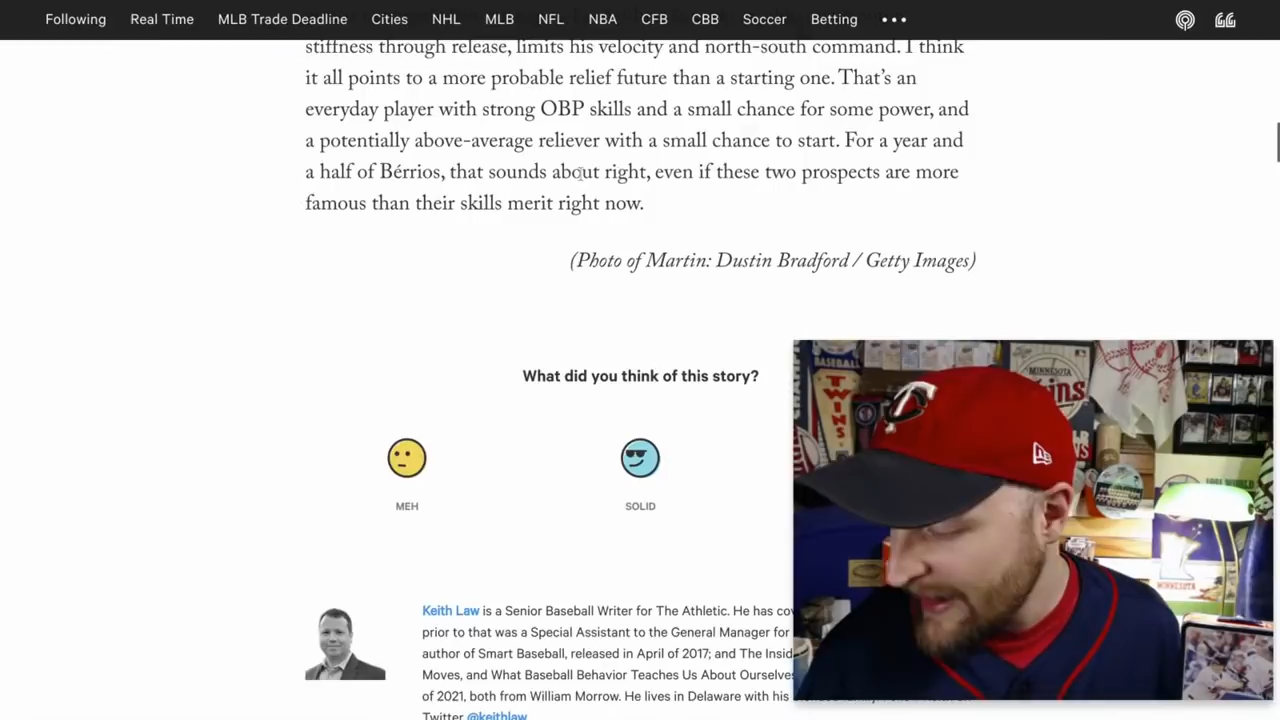 Following Real Time MLB Trade Deadline Cities NHL MLB NFL NBA CFB CBB Soccer Betting
stiffness through release, limits his velocity and north-south command. I think
it all points to a more probable relief future than a starting one. That's an
everyday player with strong OBP skills and a small chance for some power, and
a potentially above-average reliever with a small chance to start. For a year and
a half of Bérrios, that sounds about right, even if these two prospects are more
famous than their skills merit right now.
(Photo of Martin: Dustin Bradford / Getty Images)
What did you think of this story?
MEH SOLID
BASEBALL
TWINS
MINNESOTA
Twins
MINNESOTA
Keith Law is a Senior Baseball Writer for The Athletic. He has cov
prior to that was a Special Assistant to the General Manager for
author of Smart Baseball, released in April of 2017; and The Insid
Moves, and What Baseball Behavior Teaches Us About Ourselves
of 2021, both from William Morrow. He lives in Delaware with his
Twitter @keithlaw